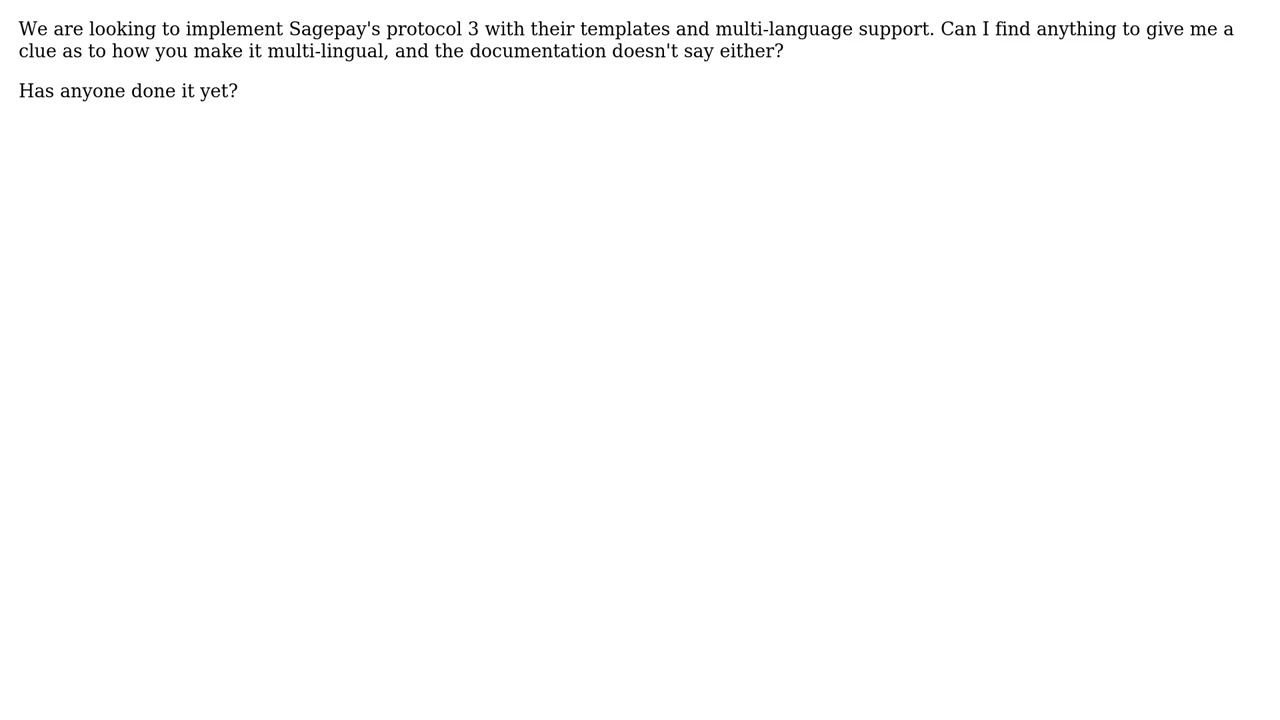 We are looking to implement Sagepay's protocol 3 with their templates and multi-language support. Can I find anything to give me a
clue as to how you make it multi-lingual, and the documentation doesn't say either?
Has anyone done it yet?